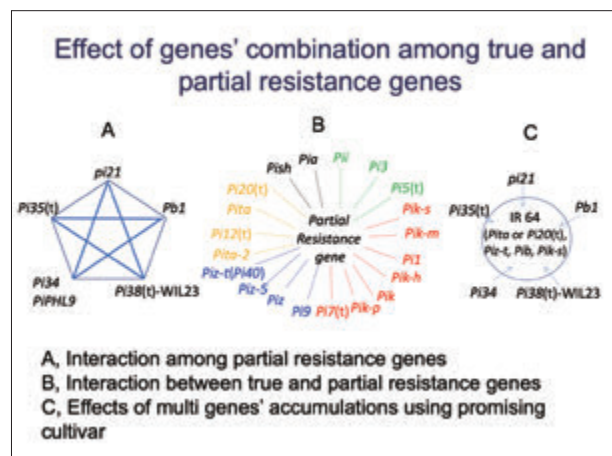 Effect of genes' combination among true and
partial resistance genes
A
pi21
Pi35(t)
Pb1
Pi34
PiPHL9
Pi38(t)-WIL23
B
Pish
Pia
Pii
Pi3
Pi5(t)
Pi20(t)
Pita
Pi12(t)
Pita-2
Piz-t(Pi40)
Piz-5
Piz
Pi9
Pi7(t)
Pik-p
Pik
Pik-h
Pi1
Pik-m
Pik-s
Partial
Resistance
gene
C
pi21
Pi35(t)
Pb1
IR 64
(Pita or Pi20(t),
Piz-t, Pib, Pik-s)
Pi34
Pi38(t)-WIL23
A, Interaction among partial resistance genes
B, Interaction between true and partial resistance genes
C, Effects of multi genes' accumulations using promising
cultivar